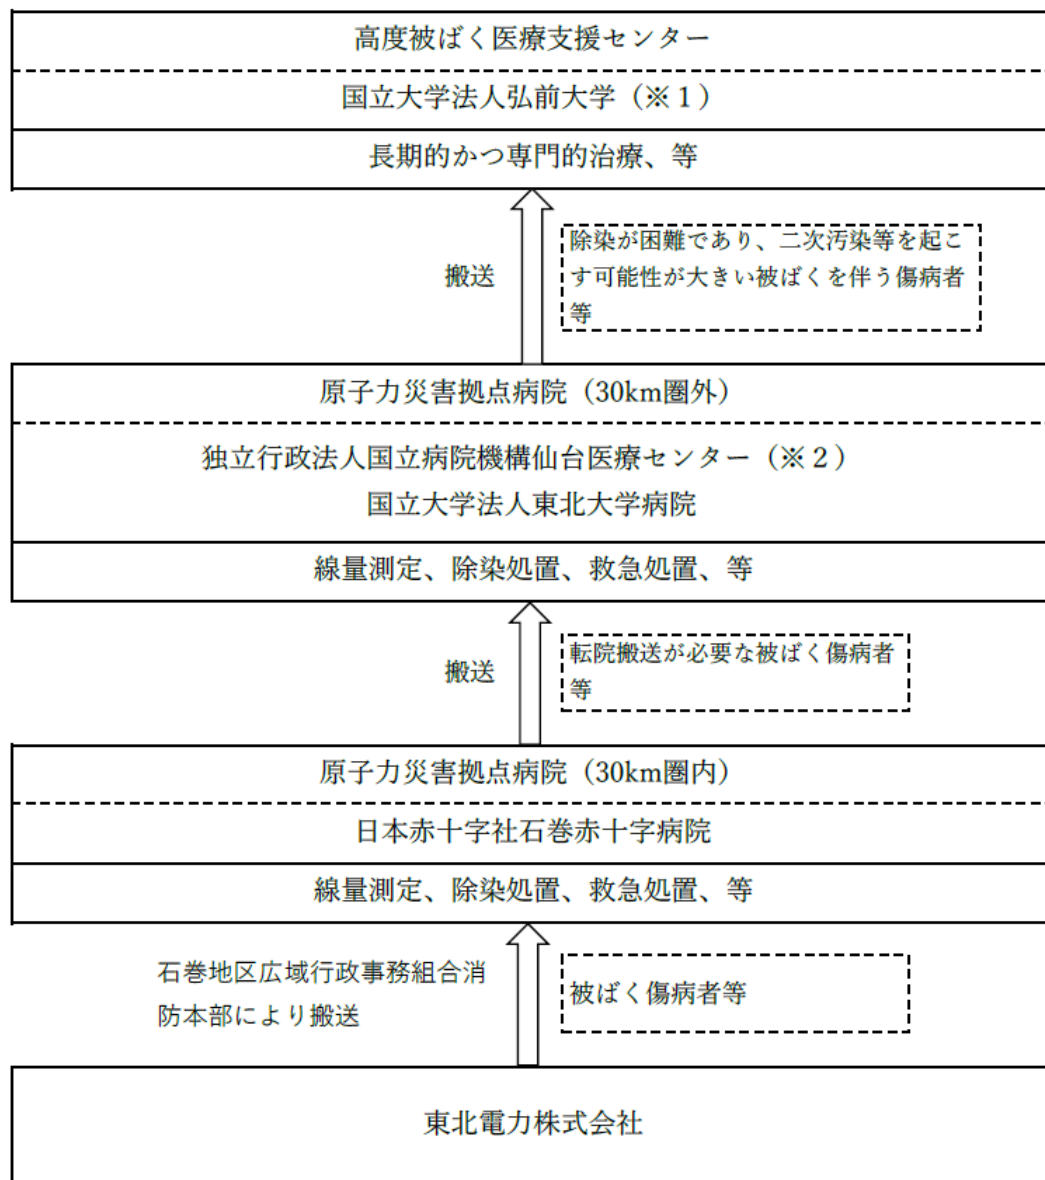 高度被ばく医療支援センター
国立大学法人弘前大学（※１）
長期的かつ専門的治療、等
搬送
除染が困難であり、二次汚染等を起こ
す可能性が大きい被ばくを伴う傷病者
等
原子力災害拠点病院（30km圏外）
独立行政法人国立病院機構仙台医療センター（※２）
国立大学法人東北大学病院
線量測定、除染処置、救急処置、等
搬送
転院搬送が必要な被ばく傷病者
等
原子力災害拠点病院（30km圏内）
日本赤十字社石巻赤十字病院
線量測定、除染処置、救急処置、等
石巻地区広域行政事務組合消
防本部により搬送
被ばく傷病者等
東北電力株式会社